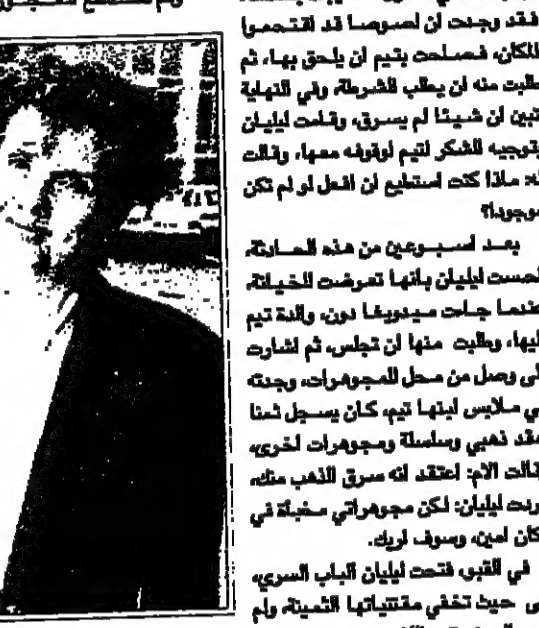 فقد وجدت ان لصوصا قد اقتحموا
المكان، فصاحت بتيم ان يلحق بها، ثم
طلبت منه ان يطلب الشرطة، وفي النهاية
تبين ان شيئا لم يسرق، وقامت ليليان
بتوجيه الشكر لتيم لوقوفه معها، وقالت
له: ماذا كنت استطيع ان افعل لو لم تكن
موجودا؟
بعد اسبوعين من هذه الحادثة،
احست ليليان بانها تعرضت للخيانة،
عندما جاءت دون، والدة تيم
اليها، وطلبت منها ان تجلس، ثم اشارت
الى وصل من محل للمجوهرات، وجدته
في ملابس ابنها تيم، كان يسجل ثمنا
عقد ذهبي وسلسلة ومجوهرات اخرى،
قالت الام: اعتقد انه سرق الذهب منك،
ردت ليليان: لكن مجوهراتي مخبأة في
مكان امين، وسوف اريك.
في القبو، فتحت ليليان الباب السري،
حيث تخفي مقتنياتها الثمينة، ولم